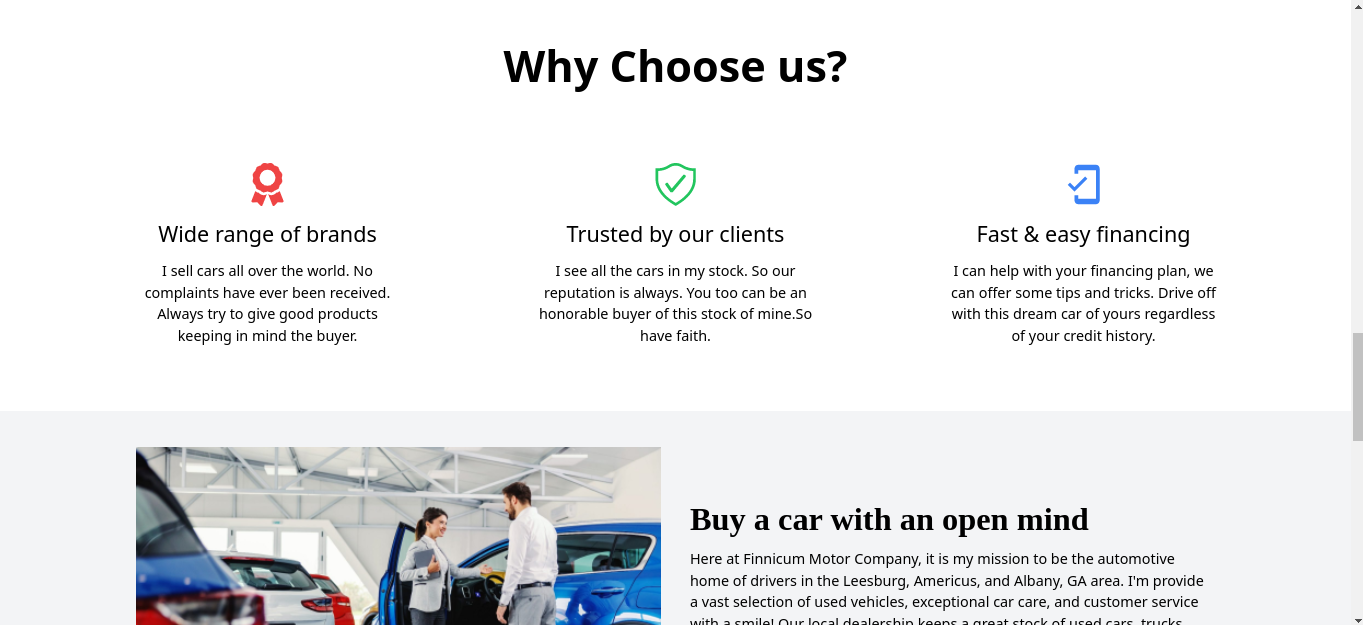 Why Choose us?
Wide range of brands
I sell cars all over the world. No
complaints have ever been received.
Always try to give good products
keeping in mind the buyer.
Trusted by our clients
I see all the cars in my stock. So our
reputation is always. You too can be an
honorable buyer of this stock of mine.So
have faith.
Fast & easy financing
I can help with your financing plan, we
can offer some tips and tricks. Drive off
with this dream car of yours regardless
of your credit history.
Buy a car with an open mind
Here at Finnicum Motor Company, it is my mission to be the automotive
home of drivers in the Leesburg, Americus, and Albany, GA area. I'm provide
a vast selection of used vehicles, exceptional car care, and customer service
with a smile! Our local dealership keeps a great stock of used cars, trucks,